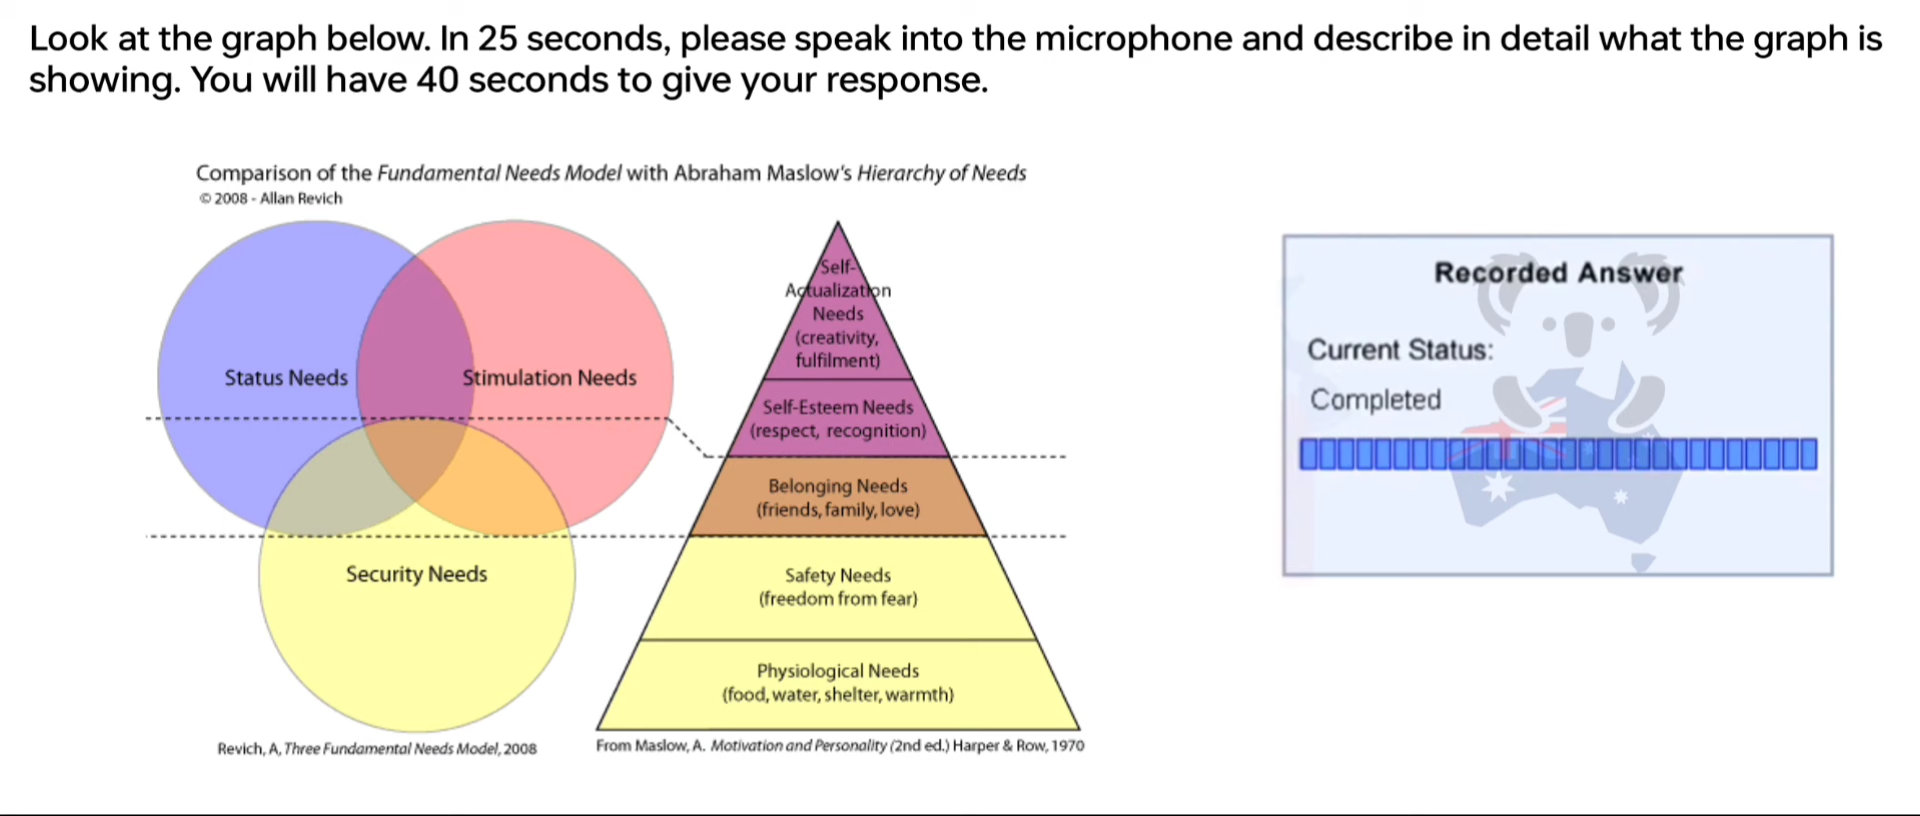 Look at the graph below. In 25 seconds, please speak into the microphone and describe in detail what the graph is
showing. You will have 40 seconds to give your response.
Comparison of the Fundamental Needs Model with Abraham Maslow's Hierarchy of Needs
© 2008 - Allan Revich
Status Needs
Stimulation Needs
Security Needs
Revich, A, Three Fundamental Needs Model, 2008
Self-
Actualization
Needs
(creativity,
fulfilment)
Self-Esteem Needs
(respect, recognition)
Belonging Needs
(friends, family, love)
Safety Needs
(freedom from fear)
Physiological Needs
(food, water, shelter, warmth)
From Maslow, A. Motivation and Personality (2nd ed.) Harper & Row, 1970
Recorded Answer
Current Status:
Completed